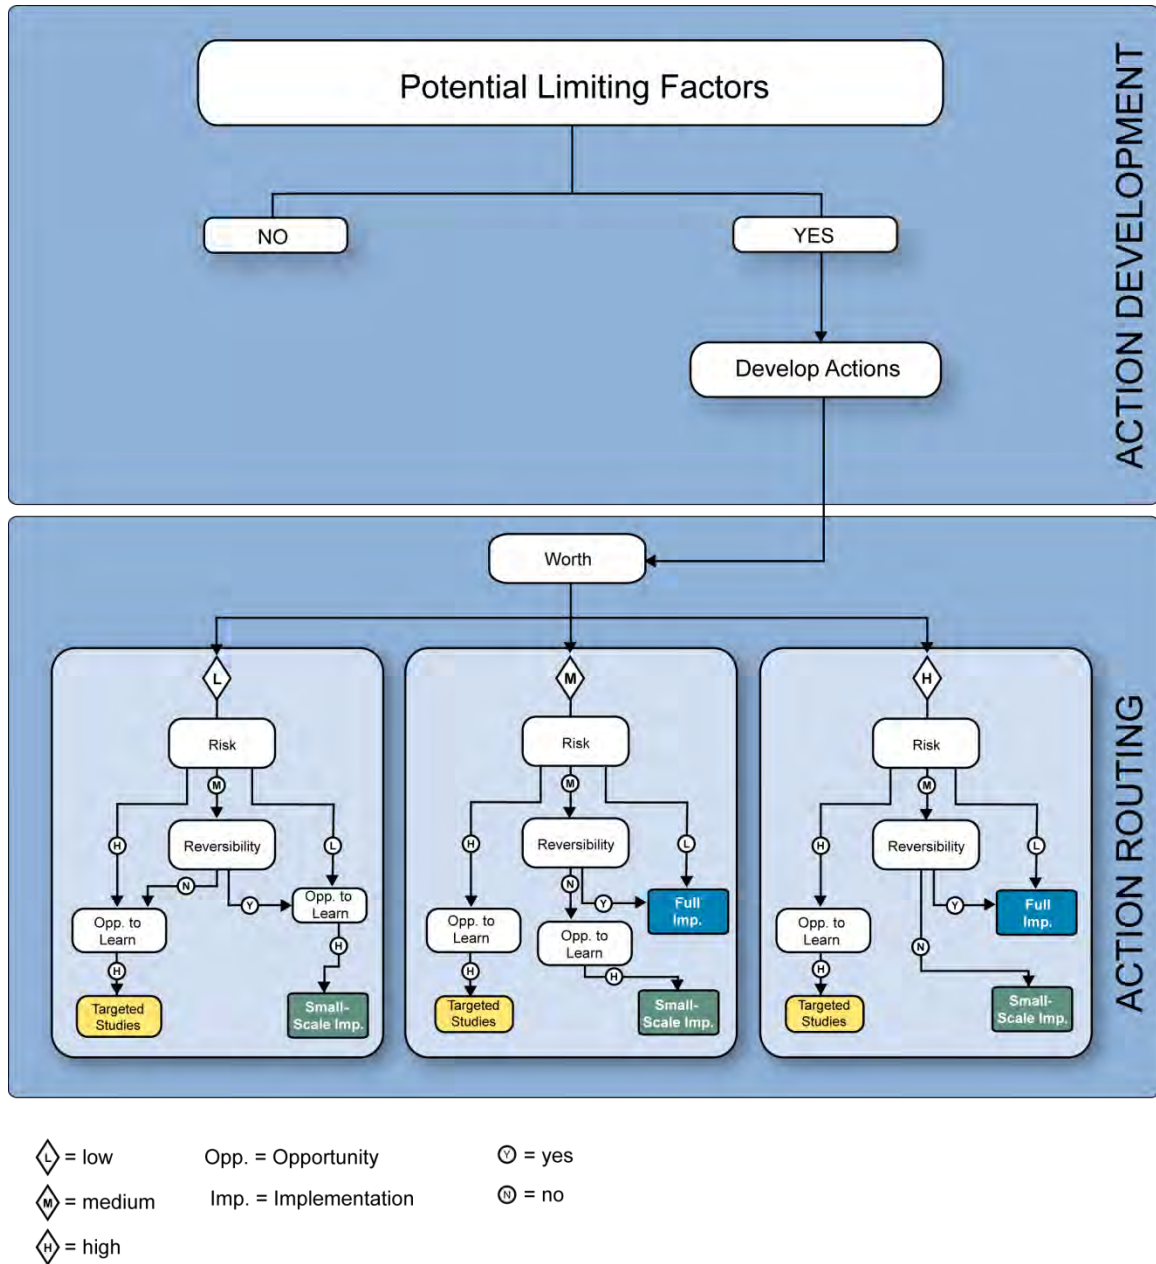 Potential Limiting Factors
NO
YES
Develop Actions
ACTION DEVELOPMENT
Worth
L
M
H
Risk
Risk
Risk
M
M
M
H
Reversibility
L
H
Reversibility
L
H
Reversibility
L
N
Y
N
Y
Y
Opp. to
Learn
Opp. to
Learn
Full
Imp.
Full
Imp.
Opp. to
Learn
Opp. to
Learn
Opp. to
Learn
N
H
H
H
H
H
Targeted
Studies
Small-
Scale Imp.
Targeted
Studies
Small-
Scale Imp.
Targeted
Studies
Small-
Scale Imp.
ACTION ROUTING
L = low
Opp. = Opportunity
Y = yes
M = medium
Imp. = Implementation
N = no
H = high